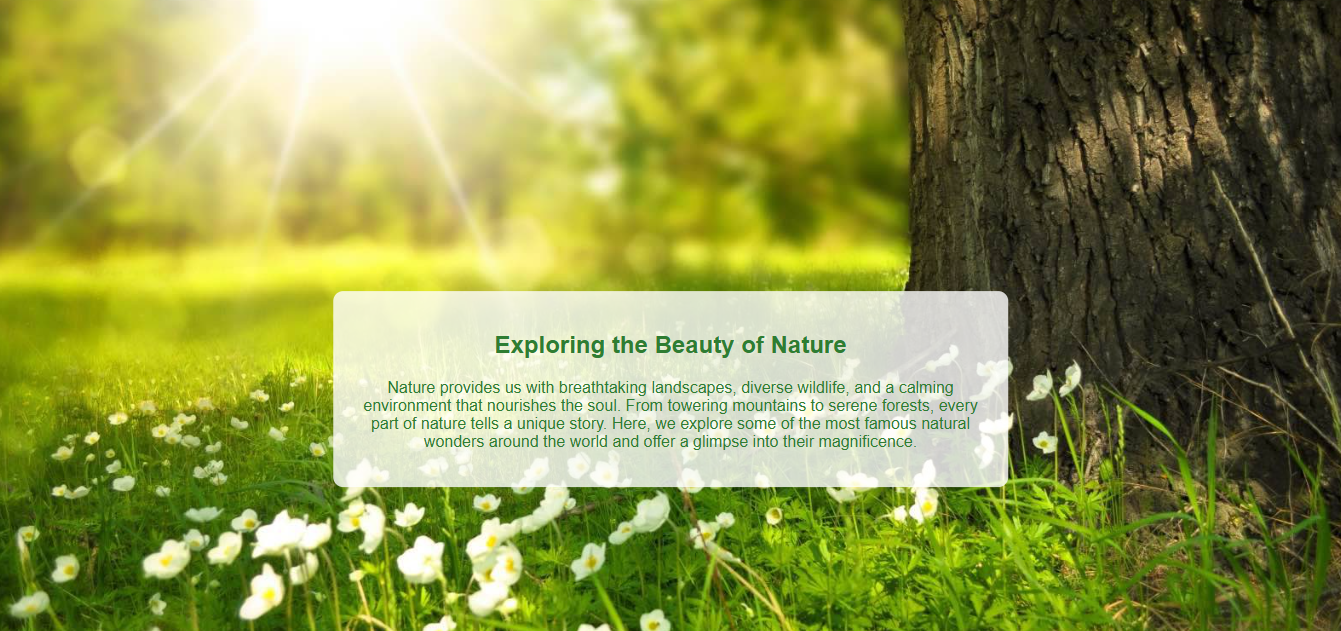 Exploring the Beauty of Nature
Nature provides us with breathtaking landscapes, diverse wildlife, and a calming
environment that nourishes the soul. From towering mountains to serene forests, every
part of nature tells a unique story. Here, we explore some of the most famous natural
wonders around the world and offer a glimpse into their magnificence.